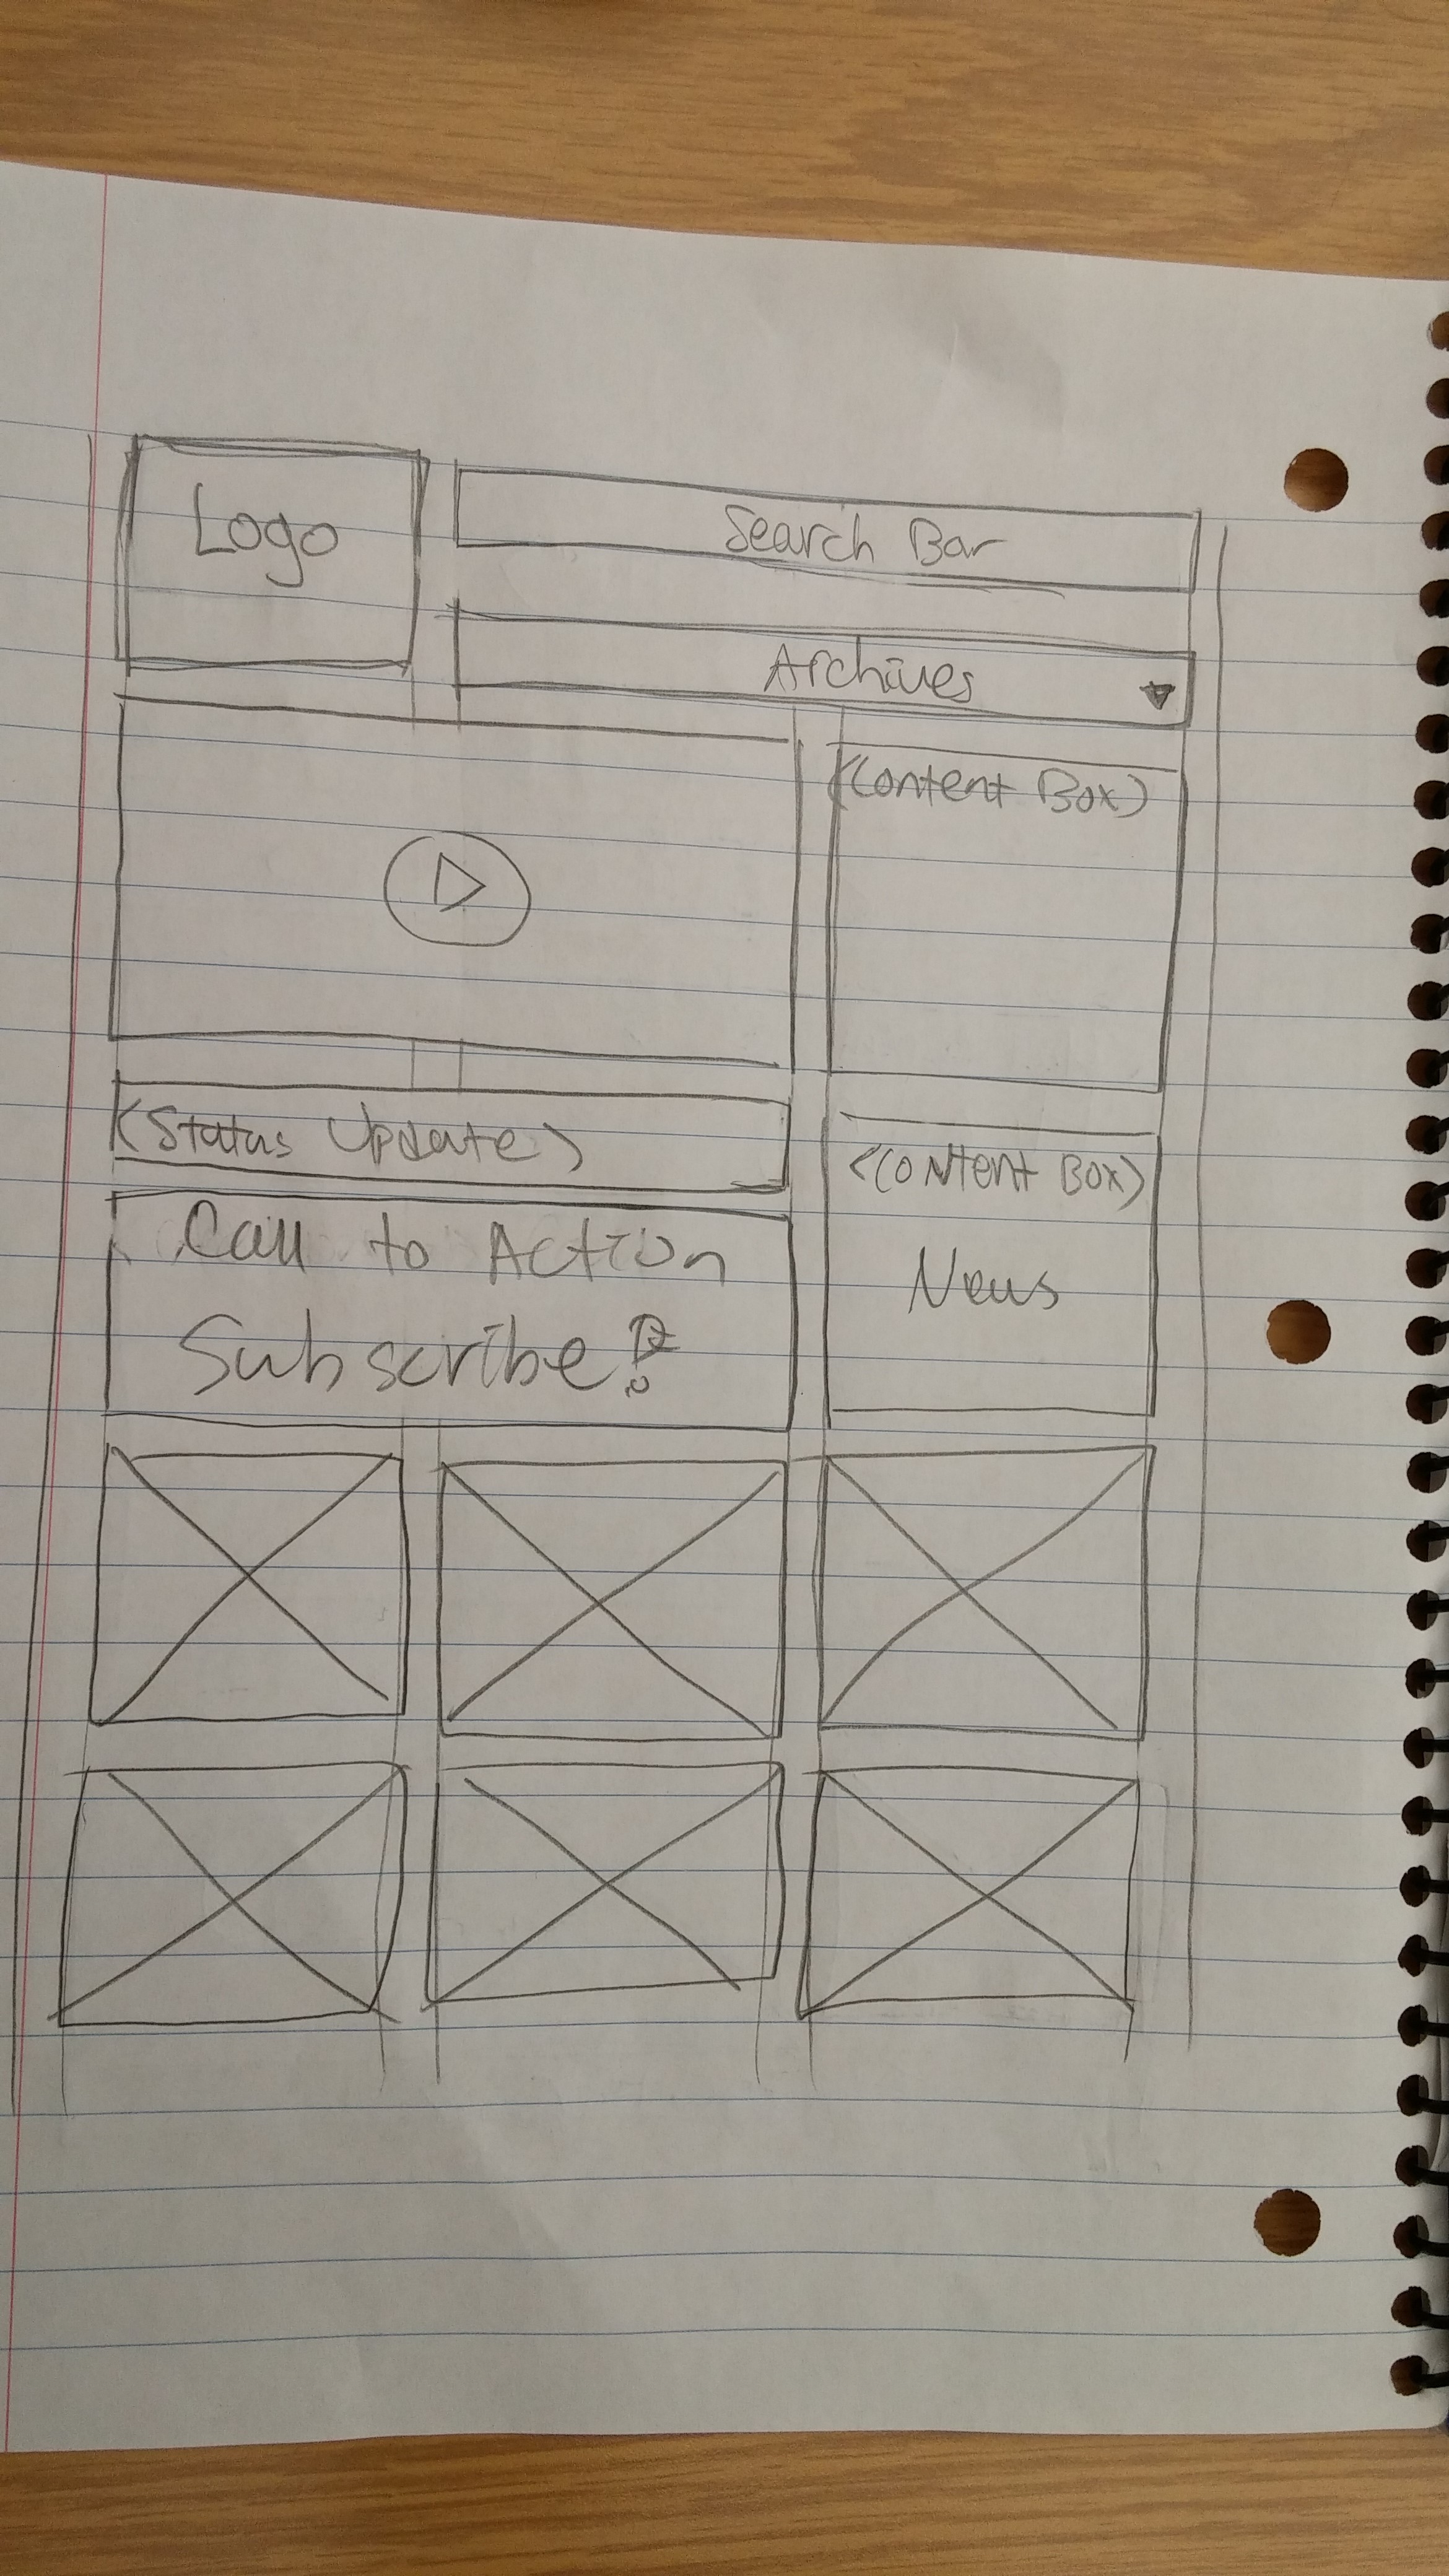 Logo
Search Bar
Archives
(Content Box)
<Status Update>
Call to Action
Subscribe!
<Content Box>
News